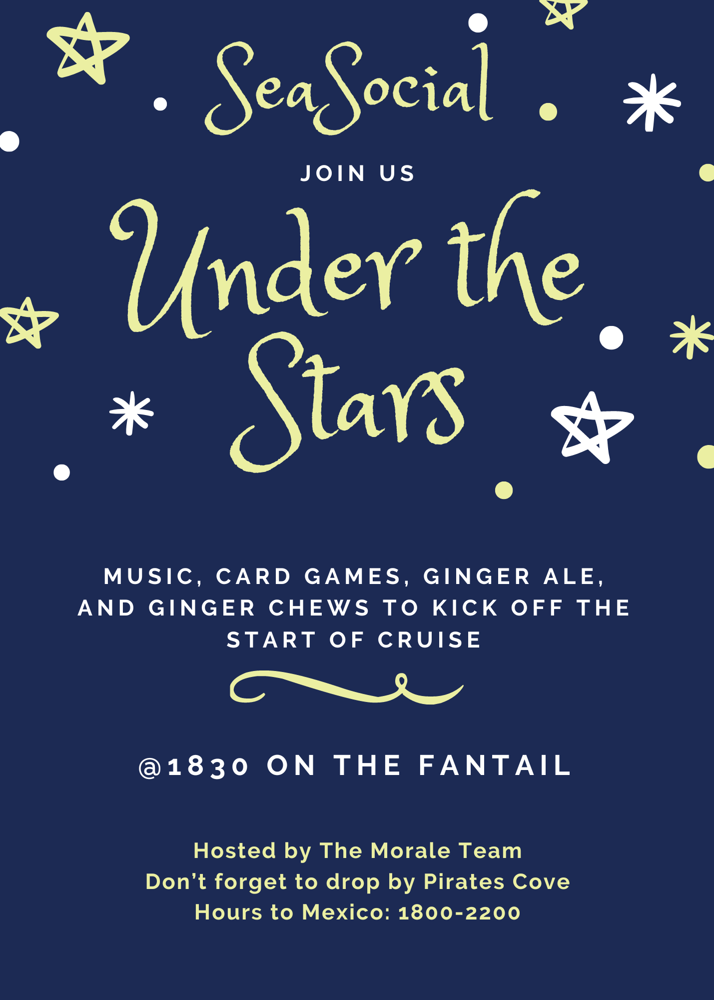 SeaSocial
JOIN US
Under the
Stars
MUSIC, CARD GAMES, GINGER ALE,
AND GINGER CHEWS TO KICK OFF THE
START OF CRUISE
@1830 ON THE FANTAIL
Hosted by The Morale Team
Don’t forget to drop by Pirates Cove
Hours to Mexico: 1800-2200